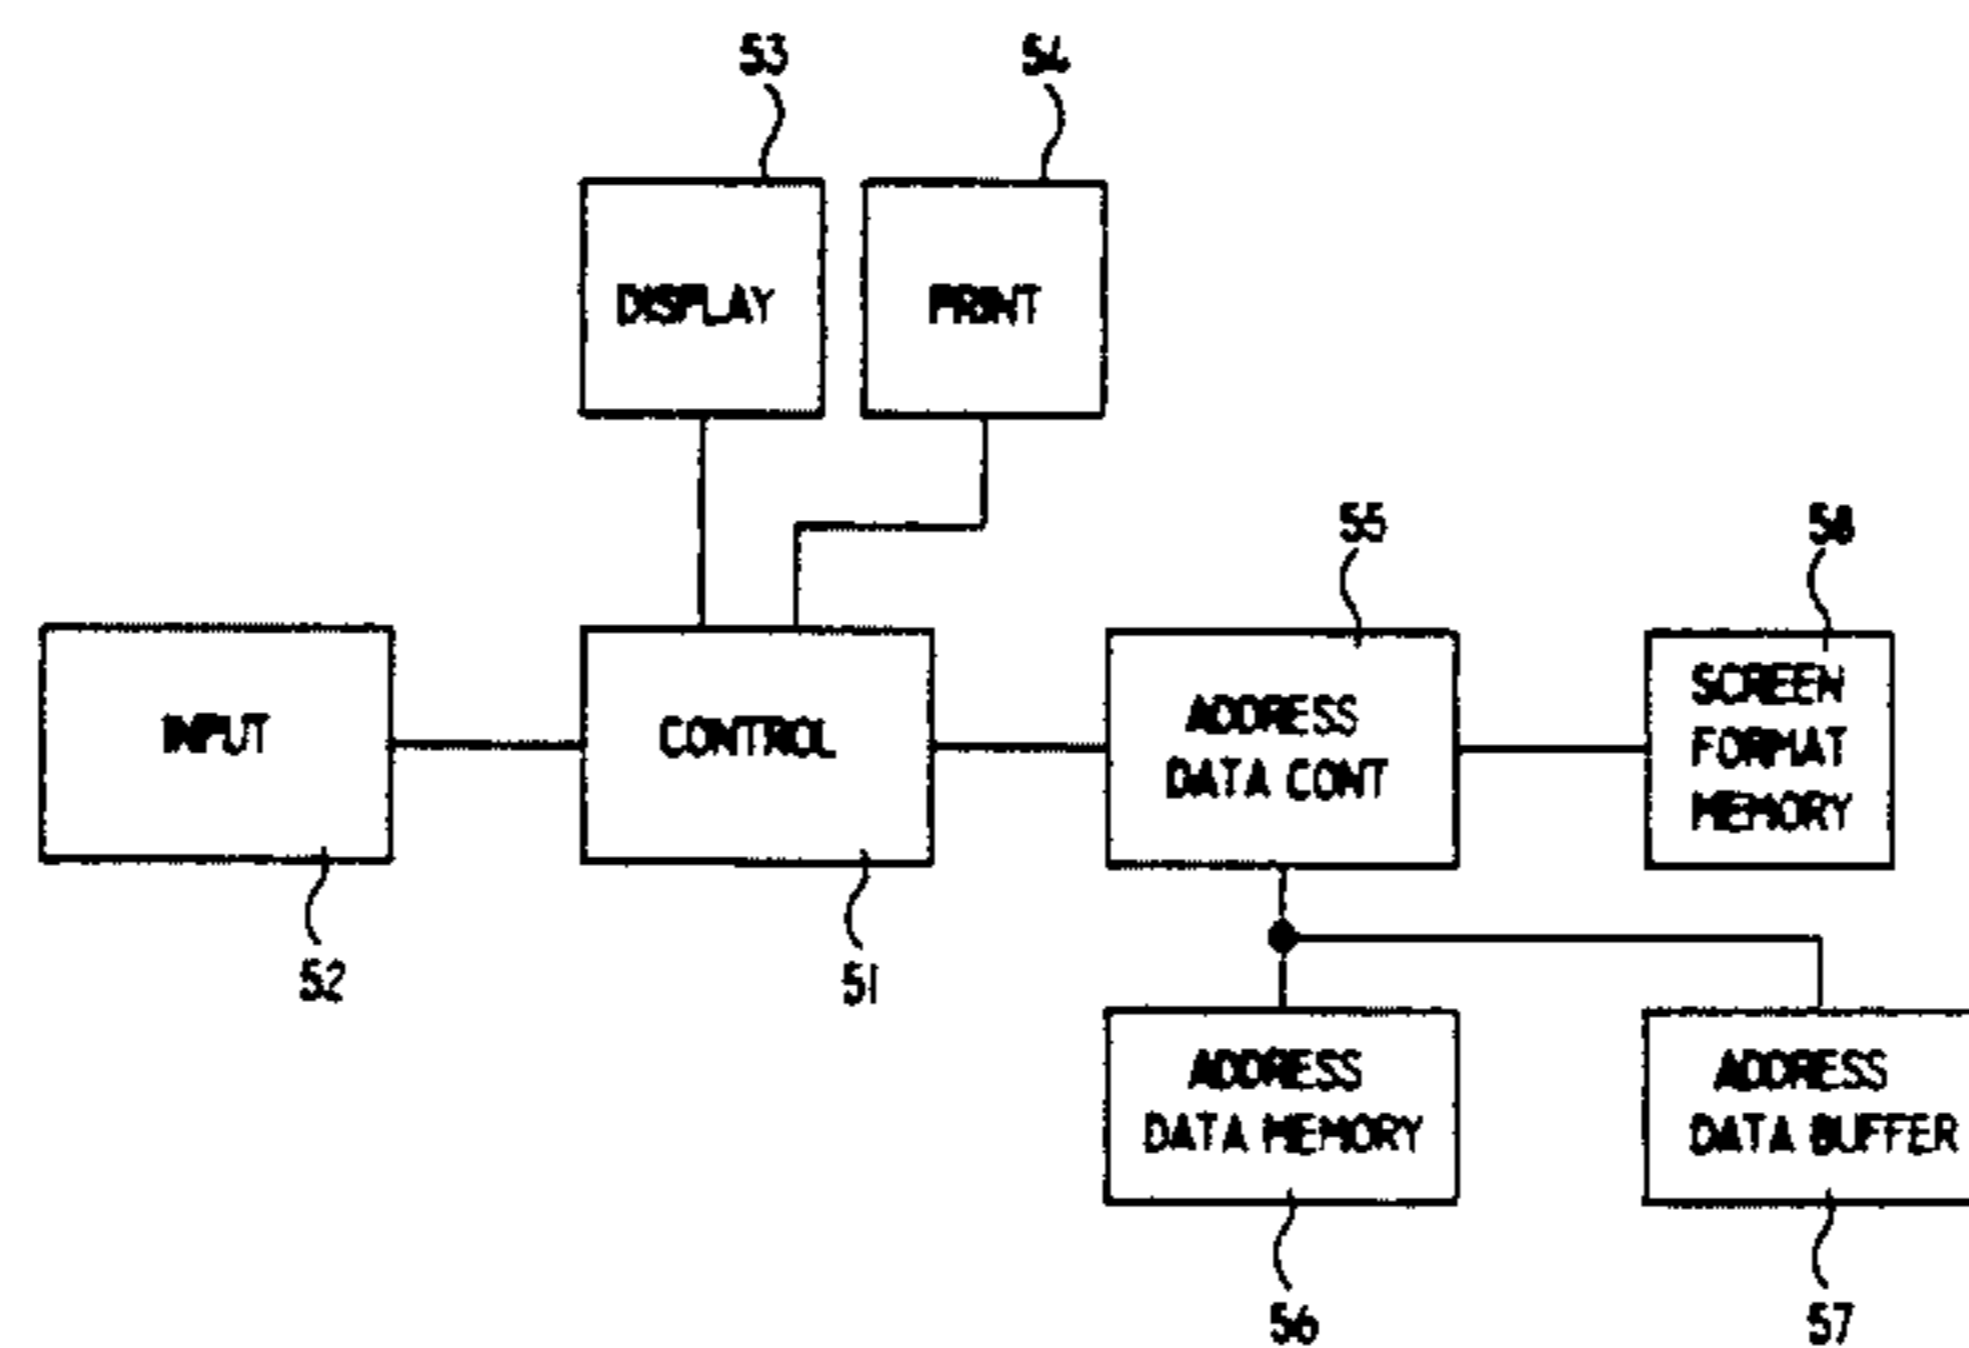 53
54
DISPLAY
PRINT
55
58
INPUT
CONTROL
ADDRESS
DATA CONT
SCREEN
FORMAT
MEMORY
52
51
ADDRESS
DATA MEMORY
ADDRESS
DATA BUFFER
56
57